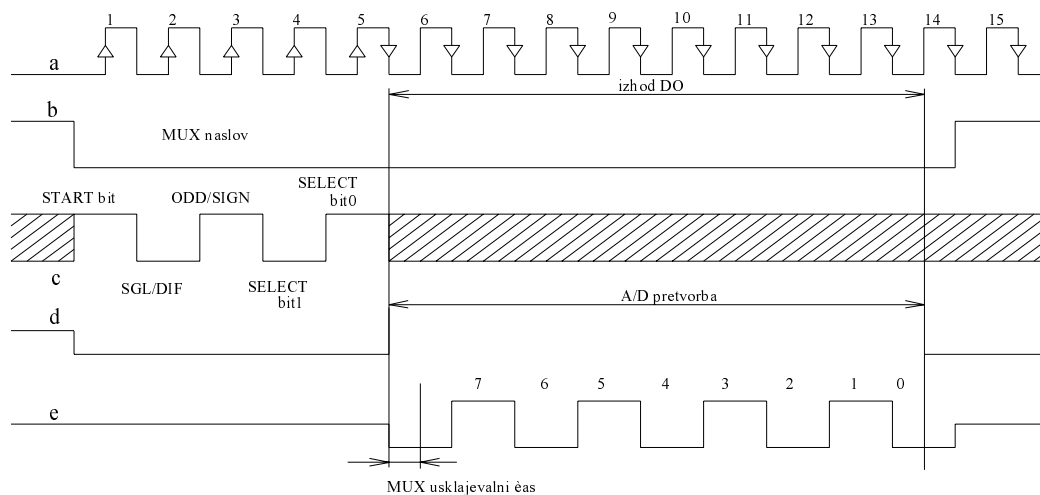 1 2 3 4 5 6 7 8 9 10 11 12 13 14 15
a
izhod DO
b
MUX naslov
START bit
ODD/SIGN
SELECT
bit0
c
SGL/DIF
SELECT
bit1
A/D pretvorba
d
7 6 5 4 3 2 1 0
e
MUX usklajevalni èas